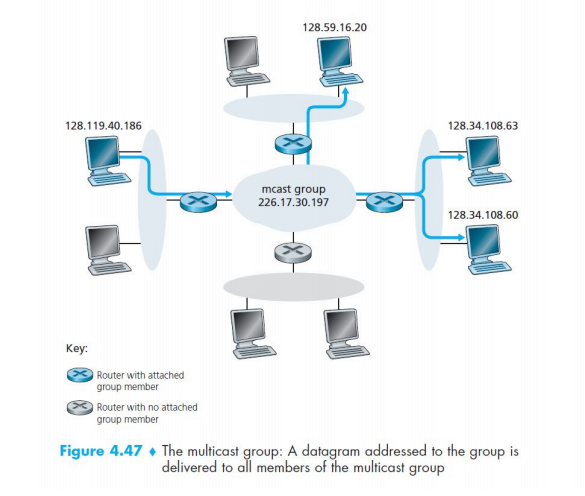 128.59.16.20
128.119.40.186
128.34.108.63
mcast group
226.17.30.197
128.34.108.60
Key:
Router with attached
group member
Router with no attached
group member
Figure 4.47 ♦ The multicast group: A datagram addressed to the group is
delivered to all members of the multicast group